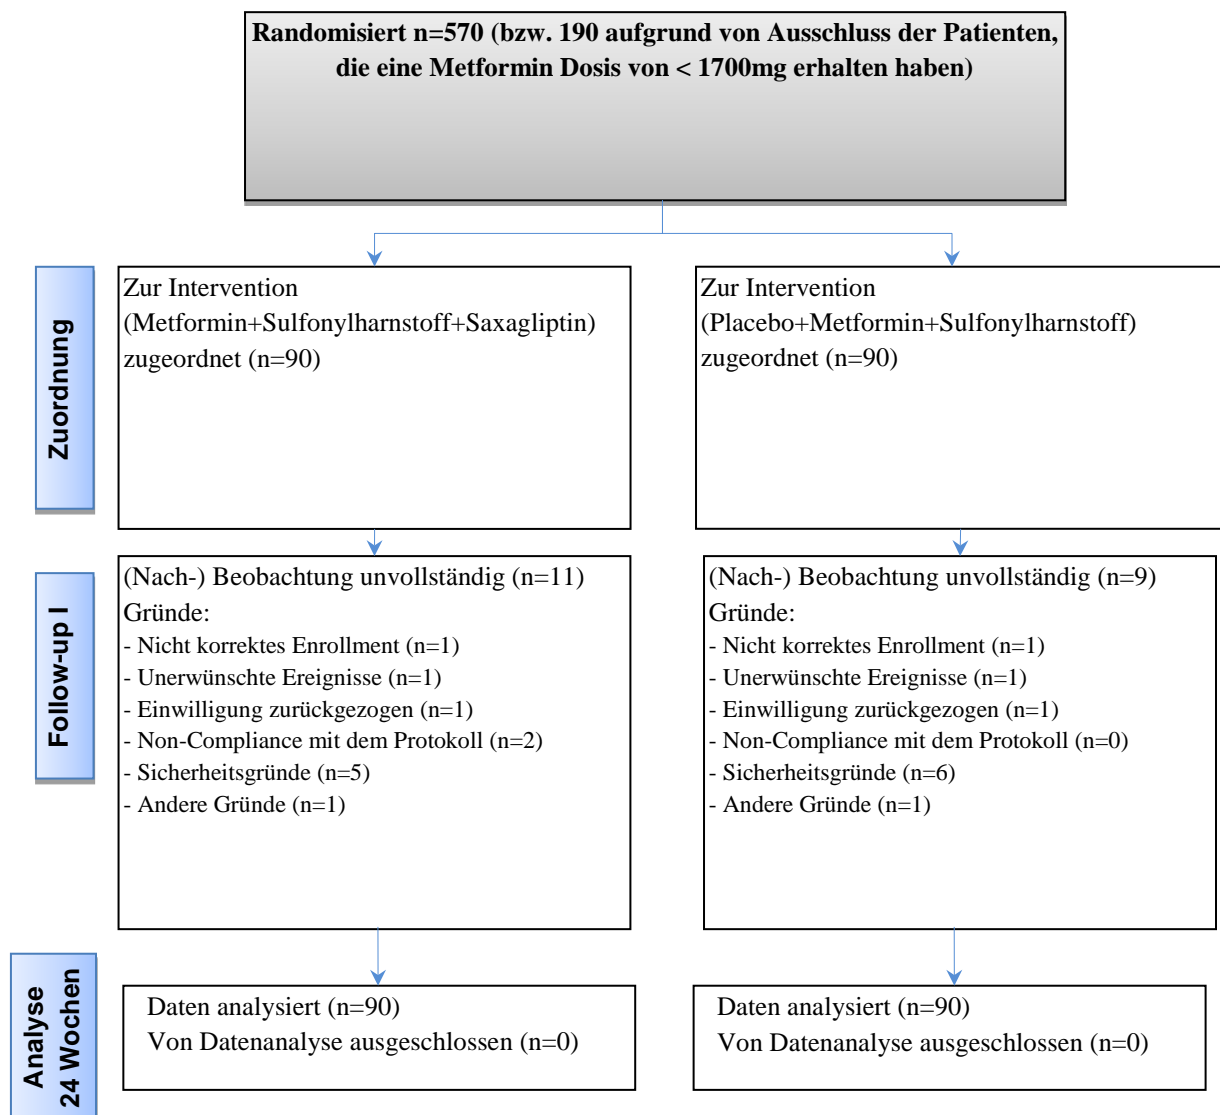 Randomisiert n=570 (bzw. 190 aufgrund von Ausschluss der Patienten,
die eine Metformin Dosis von < 1700mg erhalten haben)
Zuordnung
Zur Intervention
(Metformin+Sulfonylharnstoff+Saxagliptin)
zugeordnet (n=90)
Zur Intervention
(Placebo+Metformin+Sulfonylharnstoff)
zugeordnet (n=90)
Follow-up I
(Nach-) Beobachtung unvollständig (n=11)
Gründe:
- Nicht korrektes Enrollment (n=1)
- Unerwünschte Ereignisse (n=1)
- Einwilligung zurückgezogen (n=1)
- Non-Compliance mit dem Protokoll (n=2)
- Sicherheitsgründe (n=5)
- Andere Gründe (n=1)
(Nach-) Beobachtung unvollständig (n=9)
Gründe:
- Nicht korrektes Enrollment (n=1)
- Unerwünschte Ereignisse (n=1)
- Einwilligung zurückgezogen (n=1)
- Non-Compliance mit dem Protokoll (n=0)
- Sicherheitsgründe (n=6)
- Andere Gründe (n=1)
Analyse
24 Wochen
Daten analysiert (n=90)
Von Datenanalyse ausgeschlossen (n=0)
Daten analysiert (n=90)
Von Datenanalyse ausgeschlossen (n=0)